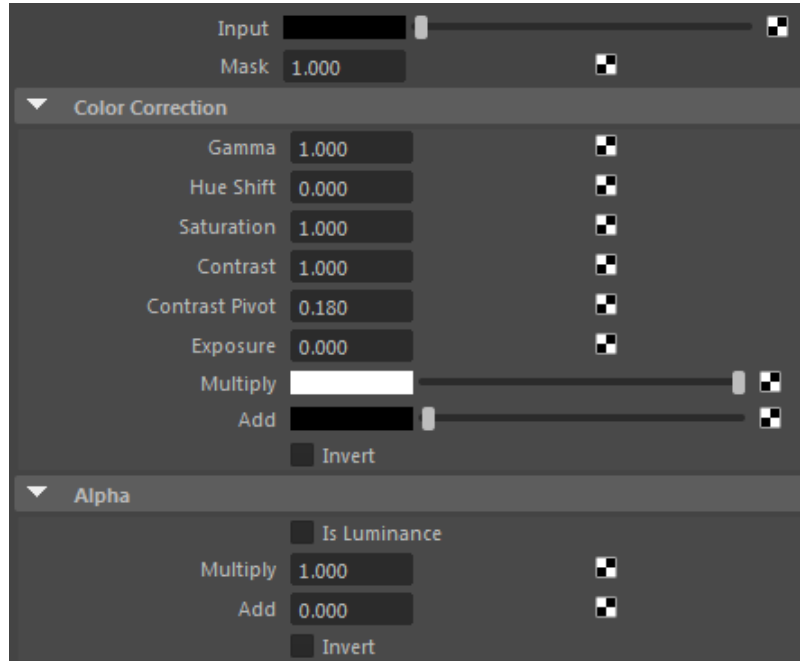 Input
Mask 1.000
Color Correction
Gamma 1.000
Hue Shift 0.000
Saturation 1.000
Contrast 1.000
Contrast Pivot 0.180
Exposure 0.000
Multiply
Add
Invert
Alpha
Is Luminance
Multiply 1.000
Add 0.000
Invert